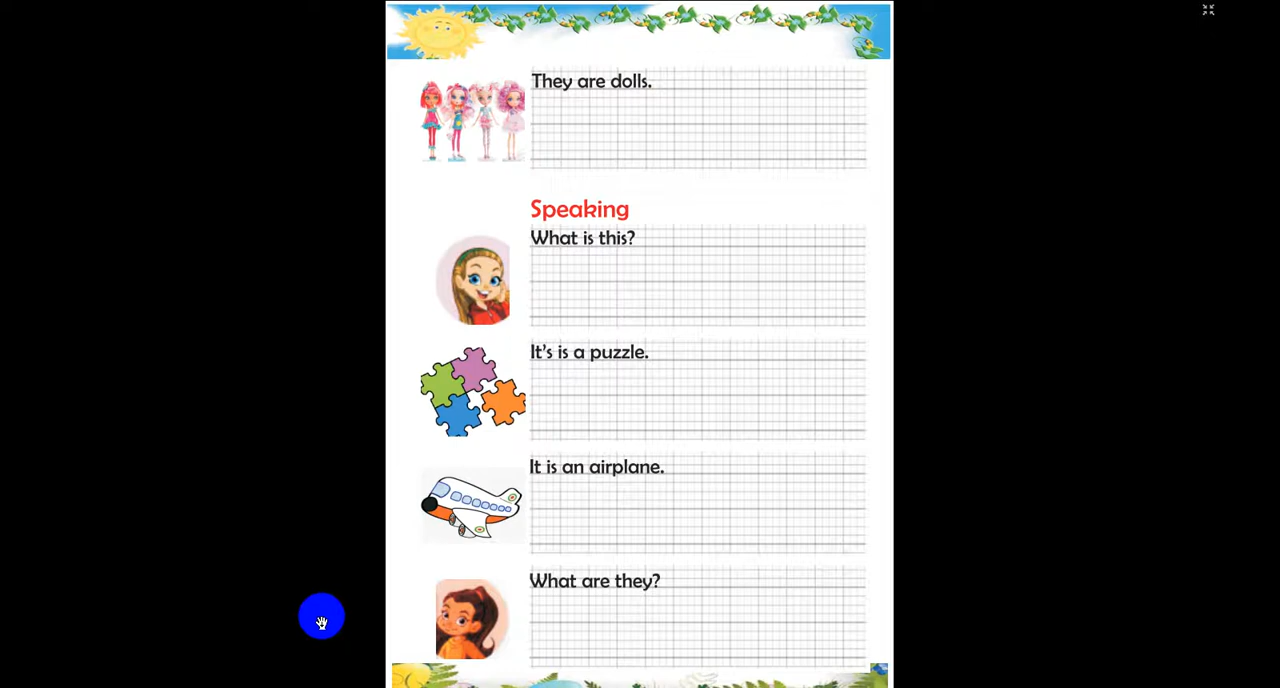 They are dolls.
Speaking
What is this?
It's is a puzzle.
It is an airplane.
What are they?